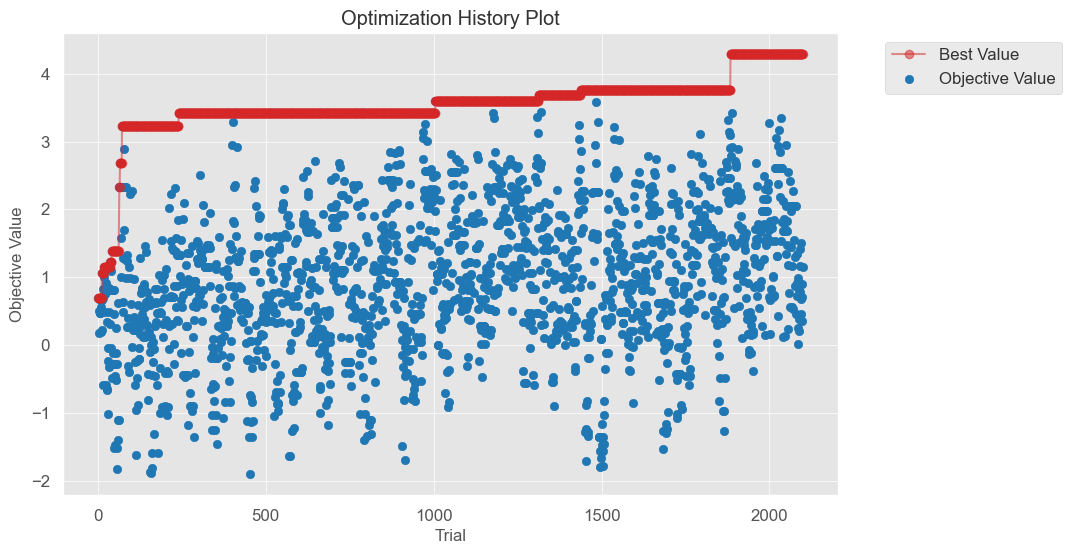 Optimization History Plot
Best Value
Objective Value
4
3
2
1
0
−1
−2
Objective Value
0 500 1000 1500 2000
Trial